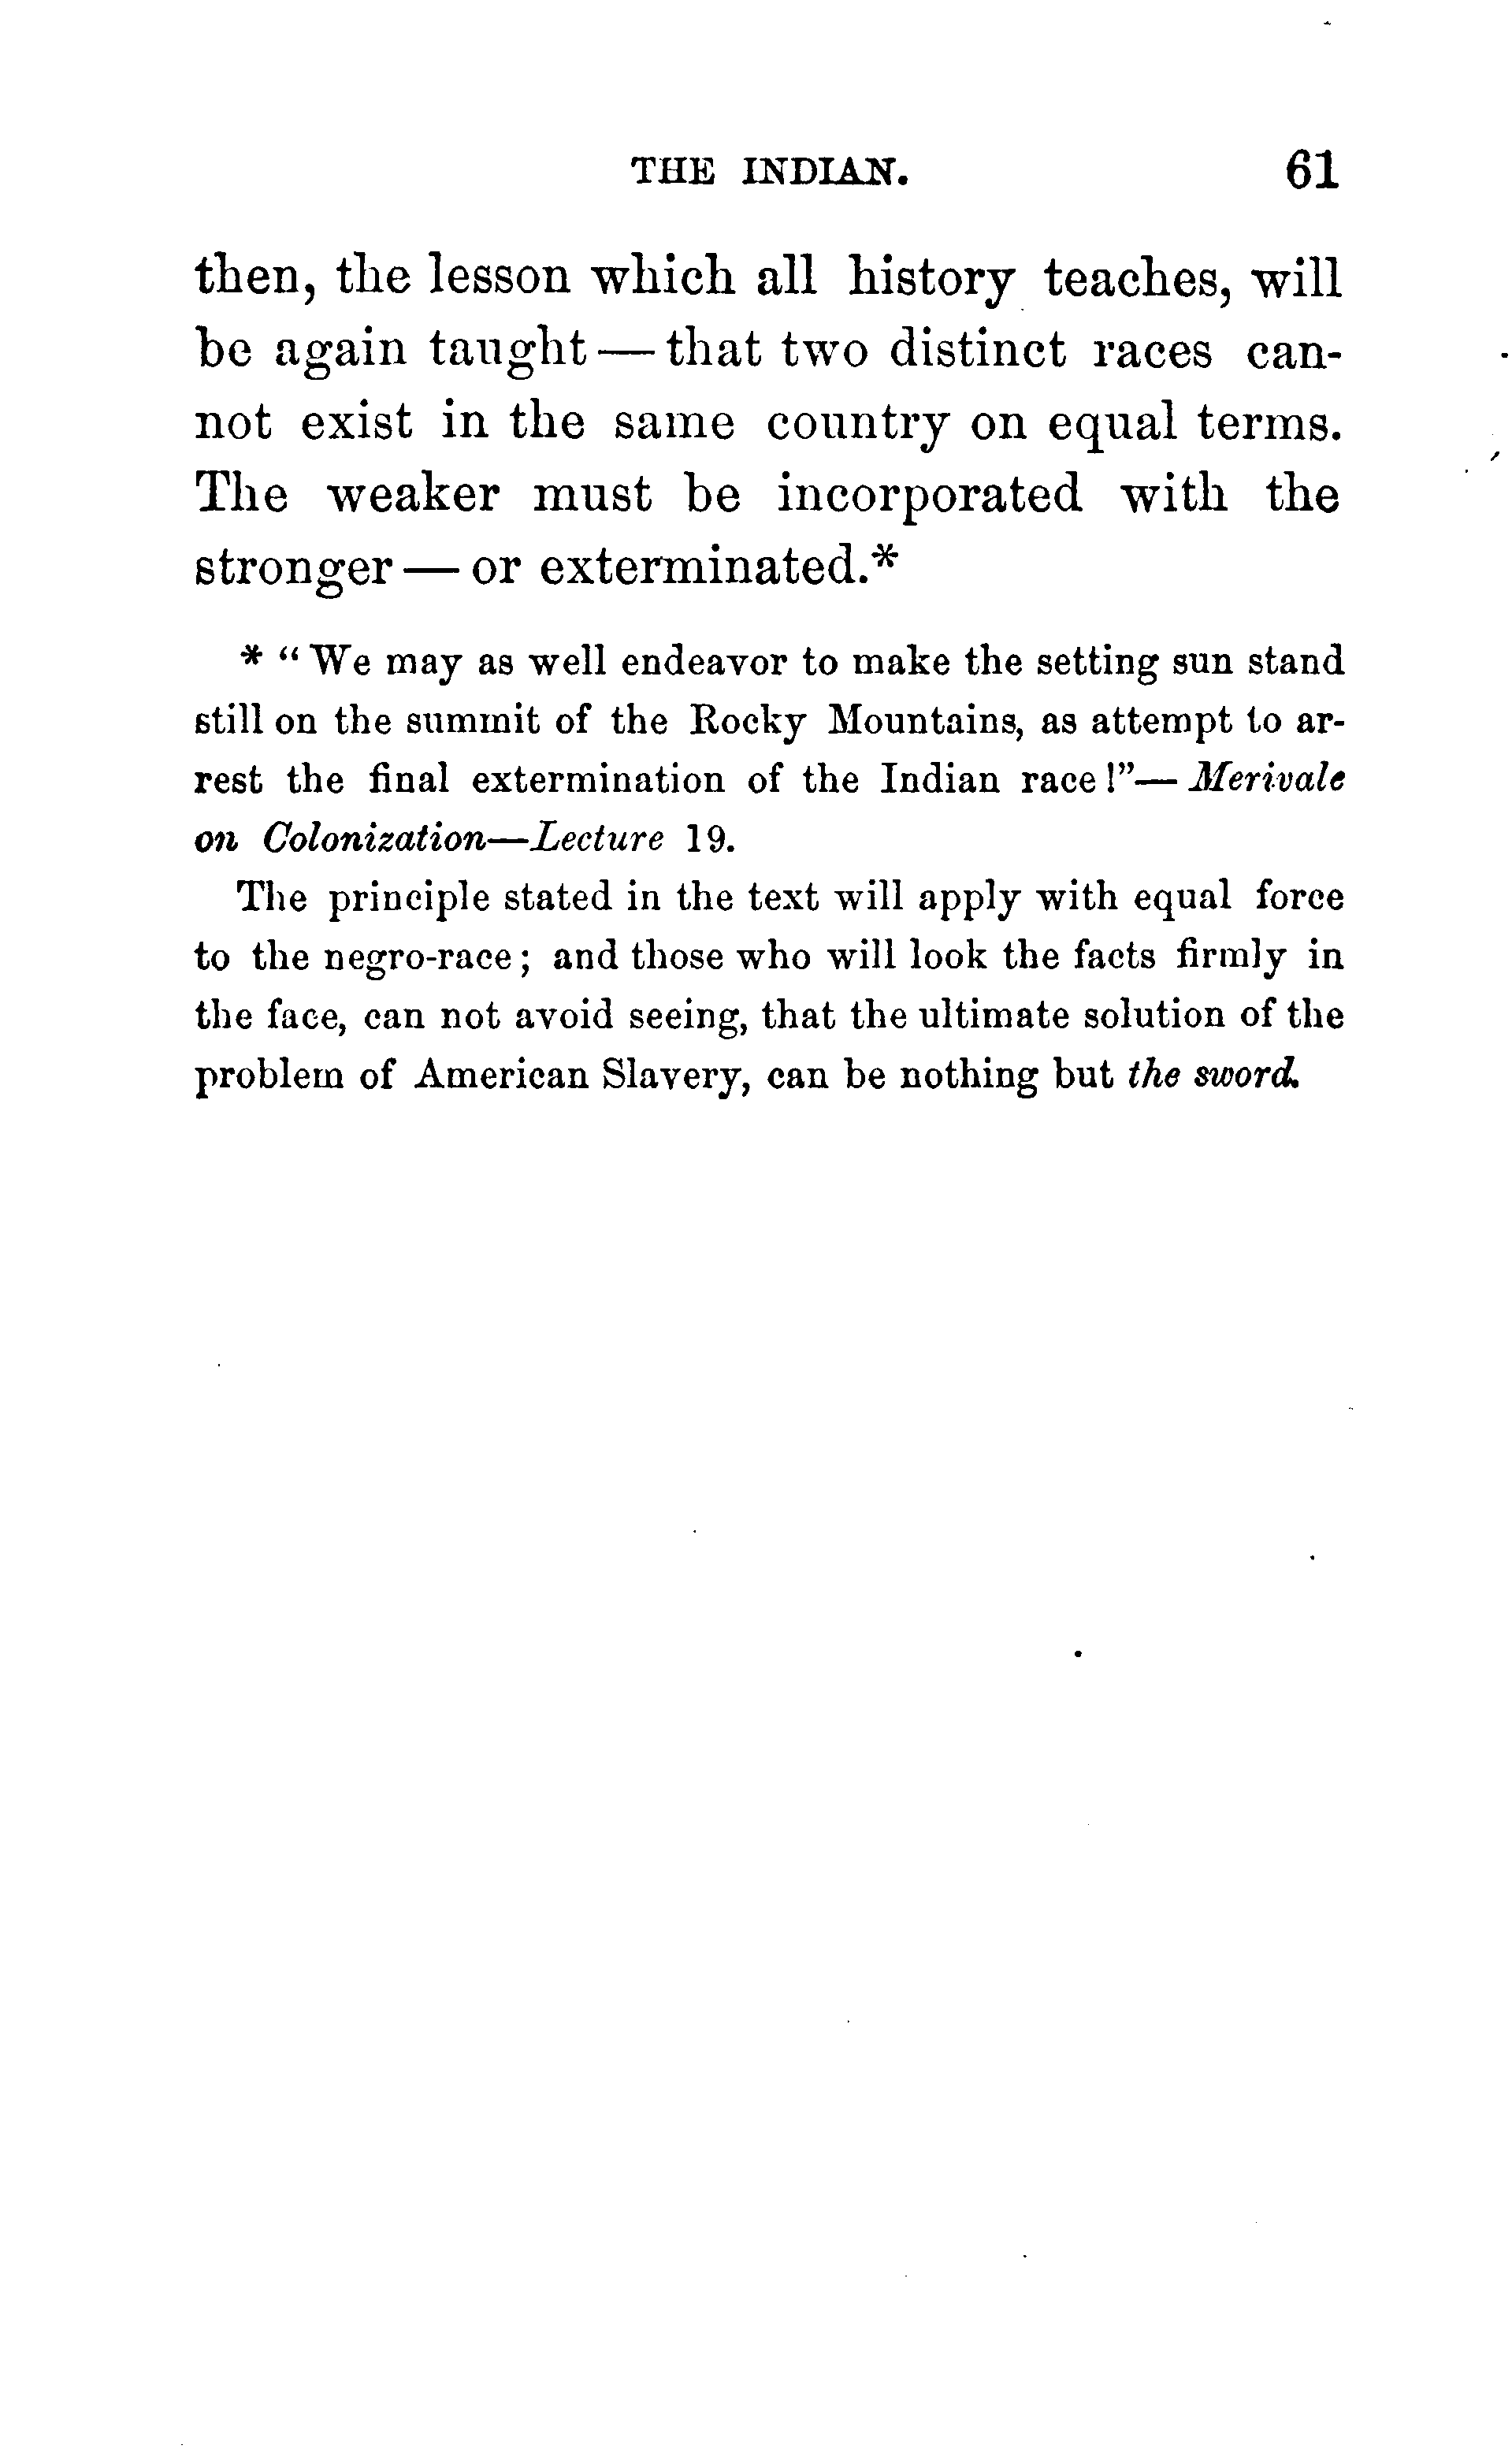 THE INDIAN. 61
then, the lesson which all history teaches, will
be again taught — that two distinct races can-
not exist in the same country on equal terms.
The weaker must be incorporated with the
stronger — or exterminated.*
* “We may as well endeavor to make the setting sun stand
still on the summit of the Rocky Mountains, as attempt to ar-
rest the final extermination of the Indian race!”— Merivale
on Colonization—Lecture 19.
The principle stated in the text will apply with equal force
to the negro-race; and those who will look the facts firmly in
the face, can not avoid seeing, that the ultimate solution of the
problem of American Slavery, can be nothing but the sword.